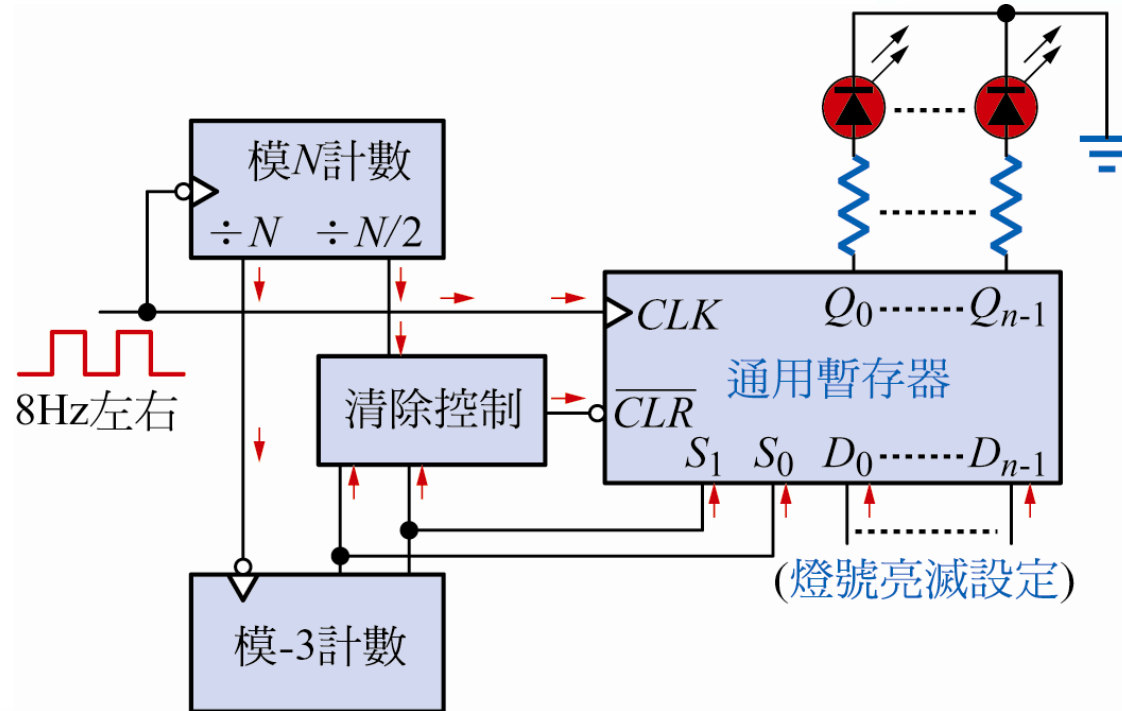 模N計數
÷N ÷N/2
8Hz左右
清除控制
模-3計數
Q0 Qn-1
CLK
通用暫存器
CLR
S1 S0 D0 Dn-1
(燈號亮滅設定)